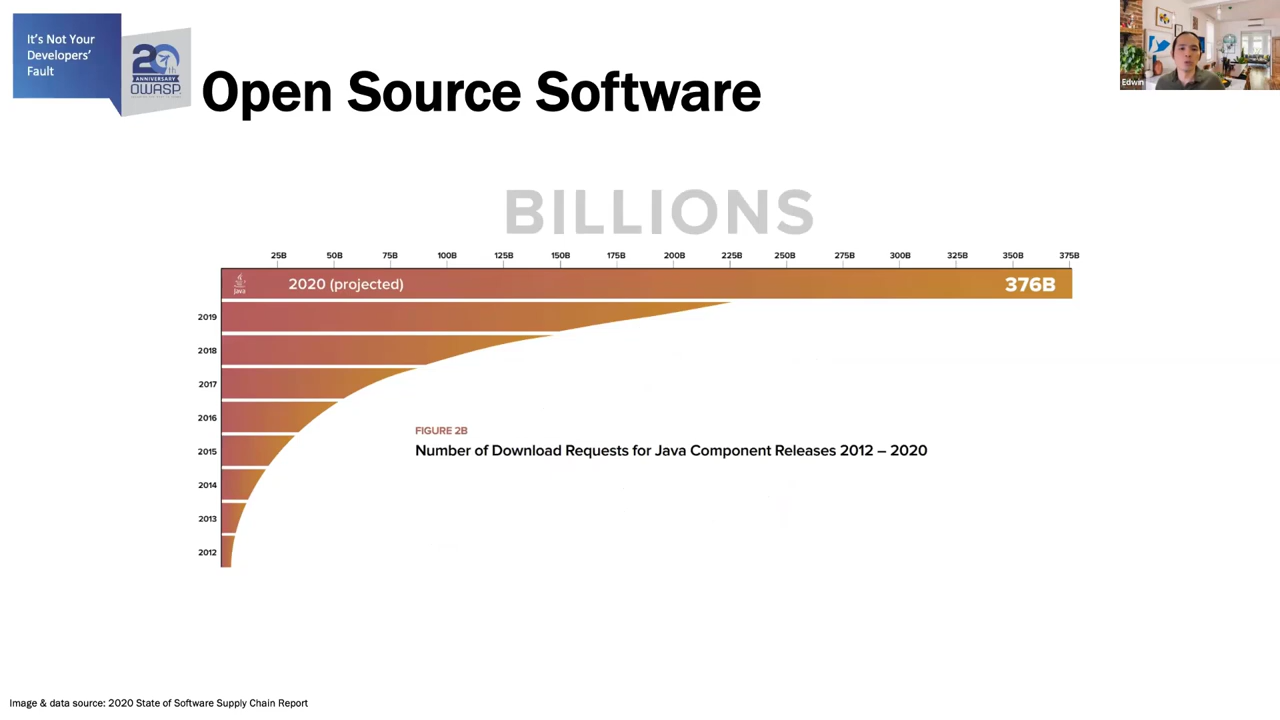 It's Not Your
Developers'
Fault
20th
ANNIVERSARY
OWASP
Open Source Software
Edwin
BILLIONS
25B 50B 75B 100B 125B 150B 175B 200B 225B 250B 275B 300B 325B 350B 375B
Java
2020 (projected)
376B
2019
2018
2017
2016
2015
2014
2013
2012
FIGURE 2B
Number of Download Requests for Java Component Releases 2012 – 2020
Image & data source: 2020 State of Software Supply Chain Report